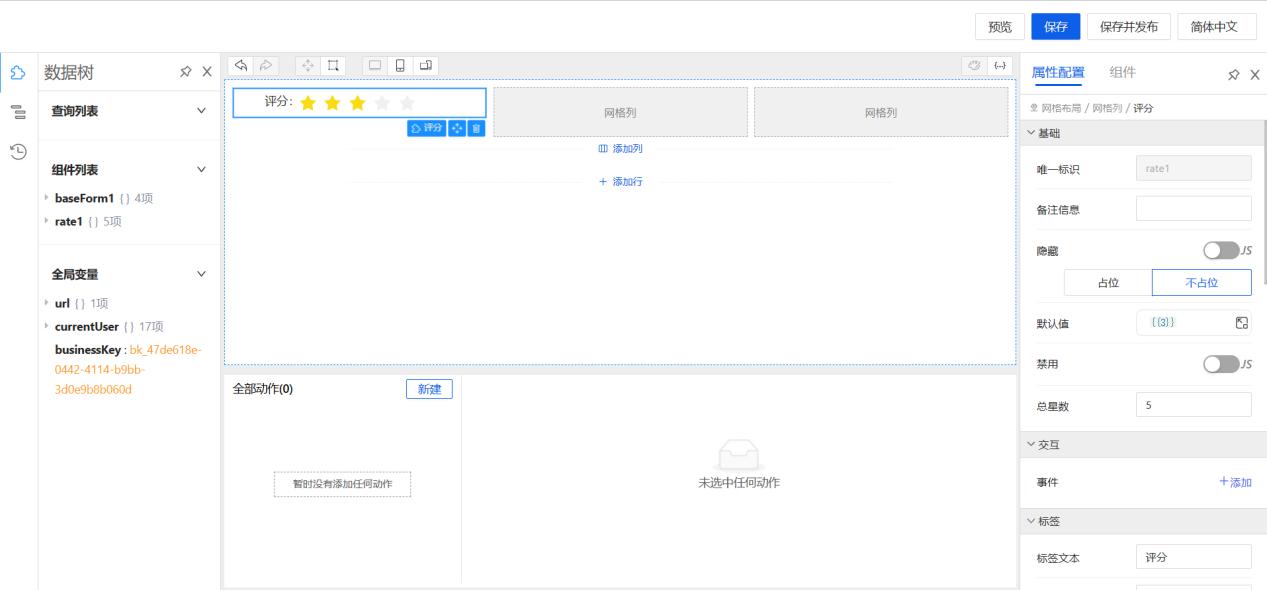 预览
保存
保存并发布
简体中文
数据树
查询列表
组件列表
baseForm1 { } 4项
rate1 { } 5项
全局变量
url { } 1项
currentUser { } 17项
businessKey : bk_47de618e-
0442-4114-b9bb-
3d0e9b8b060d
评分:
评分
网格列
网格列
添加列
+ 添加行
全部动作(0)
新建
暂时没有添加任何动作
未选中任何动作
属性配置
组件
网格布局 / 网格列 / 评分
基础
唯一标识
rate1
备注信息
隐藏
JS
占位
不占位
默认值
{{3}}
禁用
JS
总星数
5
交互
事件
+添加
标签
标签文本
评分